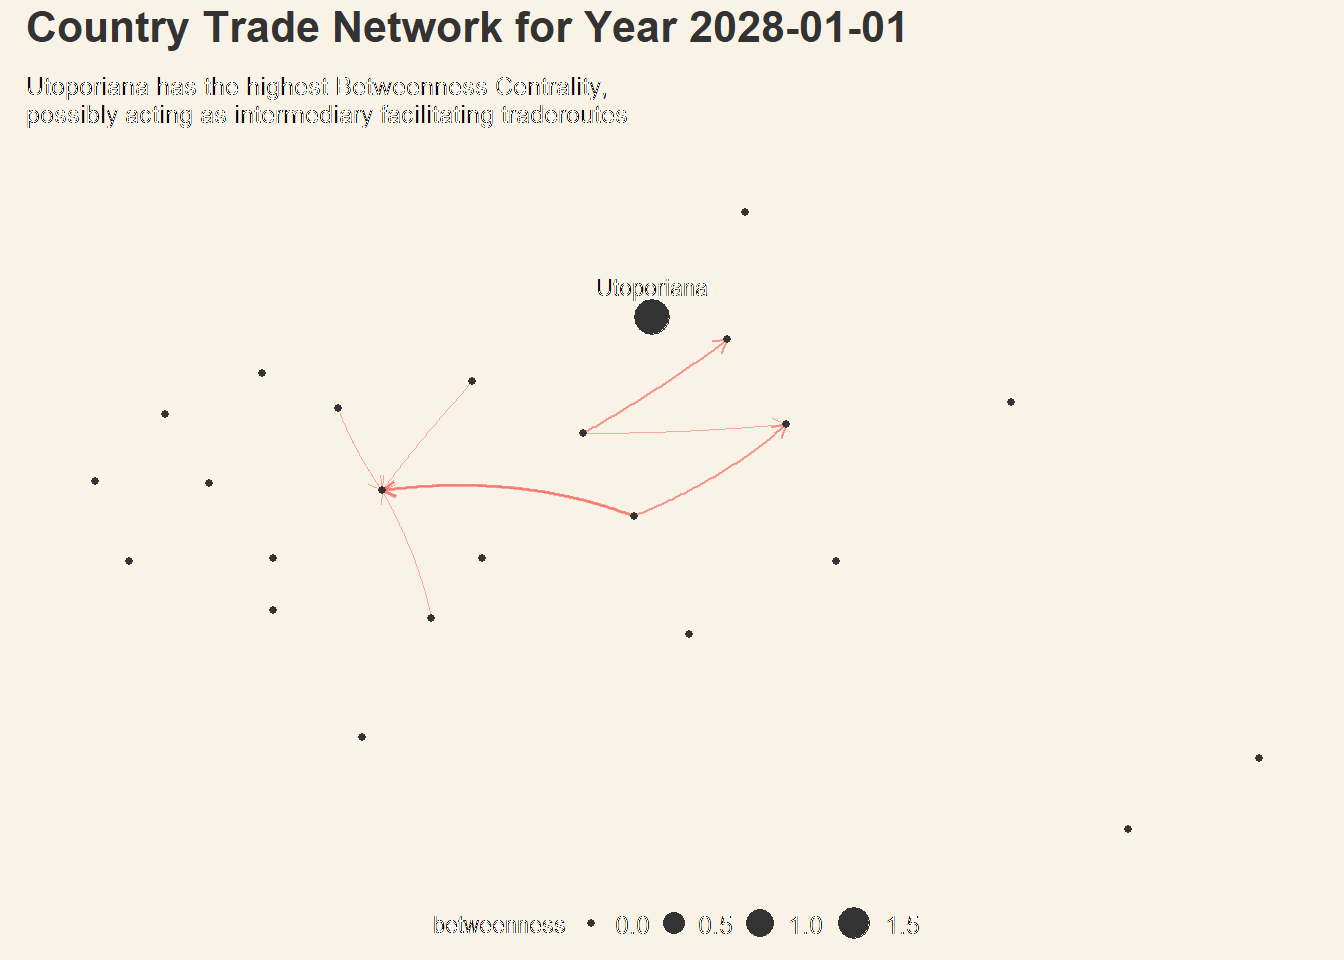 Country Trade Network for Year 2028-01-01
Utoporiana has the highest Betweenness Centrality,
possibly acting as intermediary facilitating traderoutes
Utoporiana
betweenness 0.0 0.5 1.0 1.5